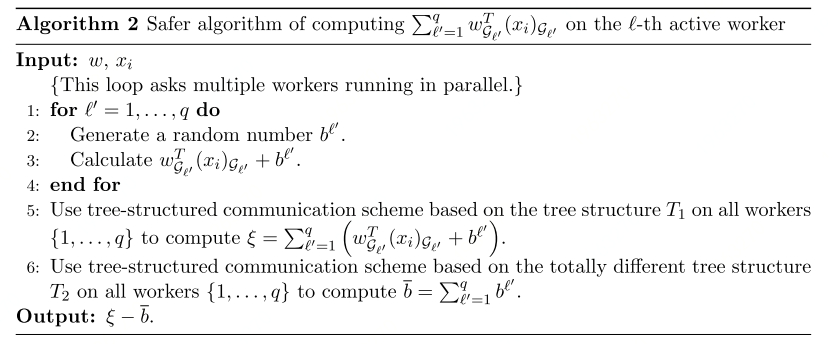 Algorithm 2 Safer algorithm of computing $\sum_{\ell'=1}^{q} w_{\mathcal{G}_{\ell'}}^T (x_i)_{\mathcal{G}_{\ell'}}$ on the $\ell$-th active worker
Input: $w$, $x_i$
{This loop asks multiple workers running in parallel.}
1: for $\ell' = 1, \ldots, q$ do
2: Generate a random number $b^{\ell'}$.
3: Calculate $w_{\mathcal{G}_{\ell'}}^T (x_i)_{\mathcal{G}_{\ell'}} + b^{\ell'}$.
4: end for
5: Use tree-structured communication scheme based on the tree structure $T_1$ on all workers
$\{1, \ldots, q\}$ to compute $\xi = \sum_{\ell'=1}^{q} \left( w_{\mathcal{G}_{\ell'}}^T (x_i)_{\mathcal{G}_{\ell'}} + b^{\ell'} \right)$.
6: Use tree-structured communication scheme based on the totally different tree structure
$T_2$ on all workers $\{1, \ldots, q\}$ to compute $\overline{b} = \sum_{\ell'=1}^{q} b^{\ell'}$.
Output: $\xi - \overline{b}$.